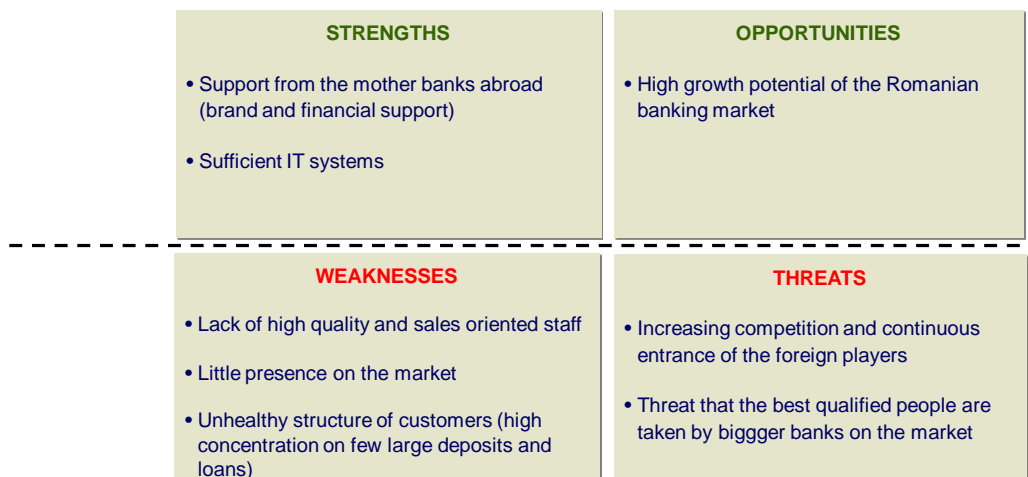 STRENGTHS
• Support from the mother banks abroad
(brand and financial support)
• Sufficient IT systems
OPPORTUNITIES
• High growth potential of the Romanian
banking market
WEAKNESSES
• Lack of high quality and sales oriented staff
• Little presence on the market
• Unhealthy structure of customers (high
concentration on few large deposits and
loans)
THREATS
• Increasing competition and continuous
entrance of the foreign players
• Threat that the best qualified people are
taken by biggger banks on the market